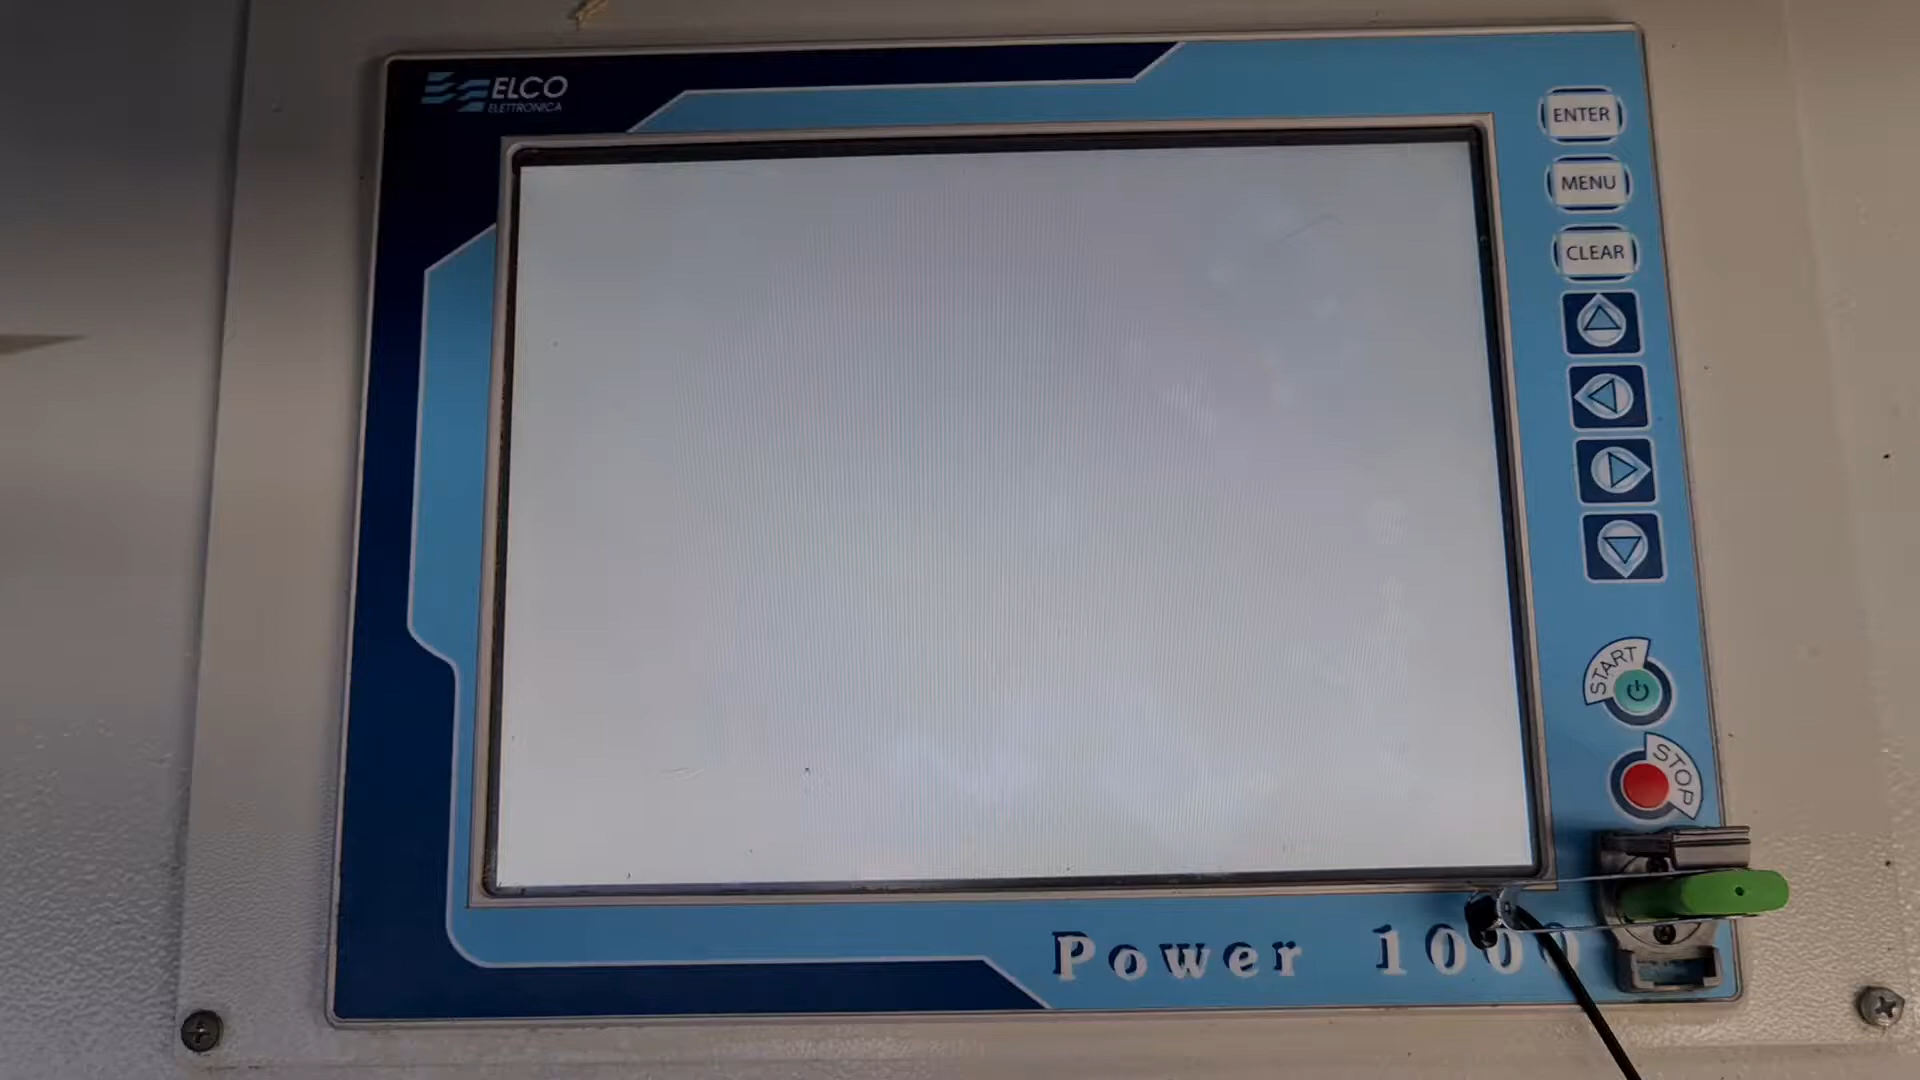 ELCO
ELETTRONICA
ENTER
MENU
CLEAR
START
STOP
Power 1000